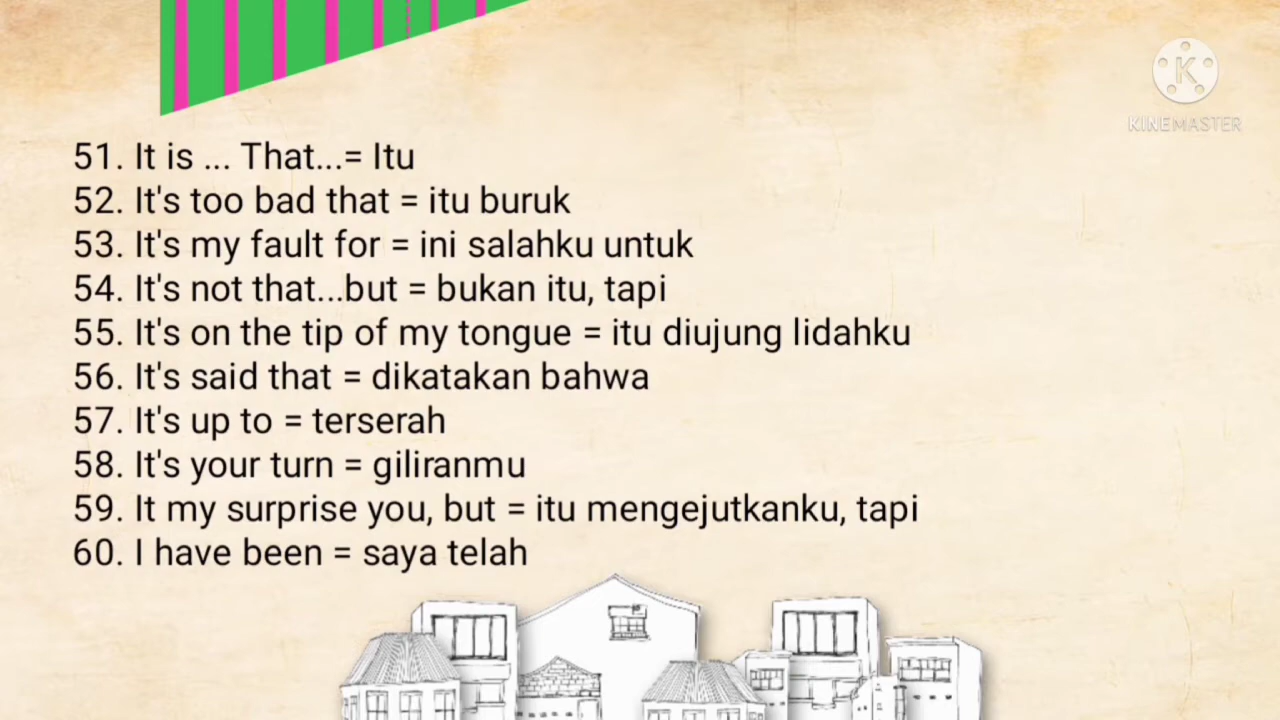 KINEMASTER
51. It is ... That...= Itu
52. It's too bad that = itu buruk
53. It's my fault for = ini salahku untuk
54. It's not that...but = bukan itu, tapi
55. It's on the tip of my tongue = itu diujung lidahku
56. It's said that = dikatakan bahwa
57. It's up to = terserah
58. It's your turn = giliranmu
59. It my surprise you, but = itu mengejutkanku, tapi
60. I have been = saya telah